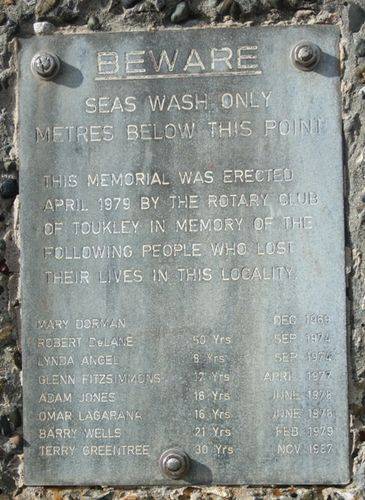 BEWARE
SEAS WASH ONLY
METRES BELOW THIS POINT
THIS MEMORIAL WAS ERECTED
APRIL 1979 BY THE ROTARY CLUB
OF TOUKLEY IN MEMORY OF THE
FOLLOWING PEOPLE WHO LOST
THEIR LIVES IN THIS LOCALITY.
MARY DORMAN DEC 1969
ROBERT DeLANE 50 Yrs SEP 1974
LYNDA ANGEL Yrs SEP 1974
GLENN FITZSIMMONS 17 Yrs APRIL 1977
ADAM JONES 16 Yrs JUNE 1978
OMAR LAGARANA 16 Yrs JUNE 1978
BARRY WELLS 21 Yrs FEB 1979
TERRY GREENTREE 30 Yrs NOV 1987